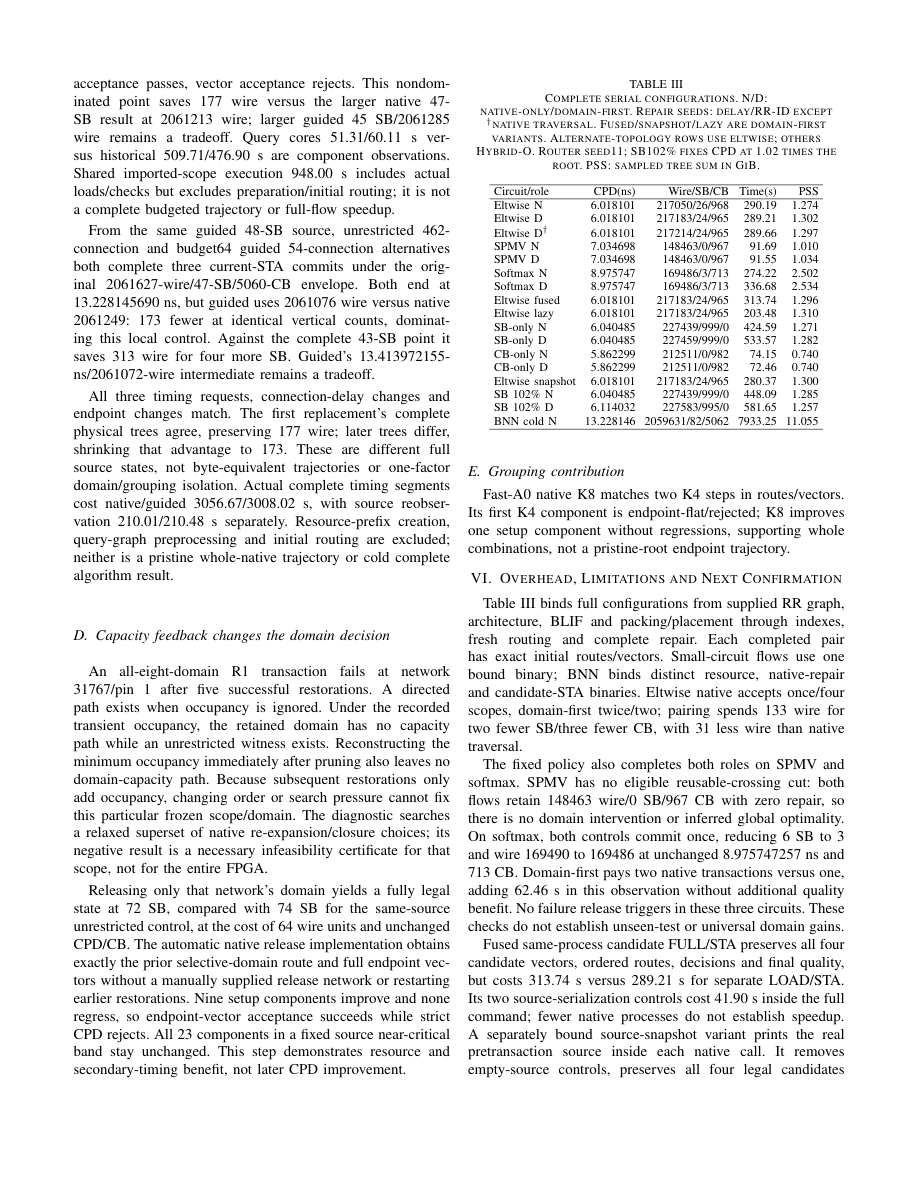 acceptance passes, vector acceptance rejects. This nondom-
inated point saves 177 wire versus the larger native 47-
SB result at 2061213 wire; larger guided 45 SB/2061285
wire remains a tradeoff. Query cores 51.31/60.11 s ver-
sus historical 509.71/476.90 s are component observations.
Shared imported-scope execution 948.00 s includes actual
loads/checks but excludes preparation/initial routing; it is not
a complete budgeted trajectory or full-flow speedup.
From the same guided 48-SB source, unrestricted 462-
connection and budget64 guided 54-connection alternatives
both complete three current-STA commits under the orig-
inal 2061627-wire/47-SB/5060-CB envelope. Both end at
13.228145690 ns, but guided uses 2061076 wire versus native
2061249: 173 fewer at identical vertical counts, dominat-
ing this local control. Against the complete 43-SB point it
saves 313 wire for four more SB. Guided's 13.413972155-
ns/2061072-wire intermediate remains a tradeoff.
All three timing requests, connection-delay changes and
endpoint changes match. The first replacement's complete
physical trees agree, preserving 177 wire; later trees differ,
shrinking that advantage to 173. These are different full
source states, not byte-equivalent trajectories or one-factor
domain/grouping isolation. Actual complete timing segments
cost native/guided 3056.67/3008.02 s, with source reobser-
vation 210.01/210.48 s separately. Resource-prefix creation,
query-graph preprocessing and initial routing are excluded;
neither is a pristine whole-native trajectory or cold complete
algorithm result.
D. Capacity feedback changes the domain decision
An all-eight-domain R1 transaction fails at network
31767/pin 1 after five successful restorations. A directed
path exists when occupancy is ignored. Under the recorded
transient occupancy, the retained domain has no capacity
path while an unrestricted witness exists. Reconstructing the
minimum occupancy immediately after pruning also leaves no
domain-capacity path. Because subsequent restorations only
add occupancy, changing order or search pressure cannot fix
this particular frozen scope/domain. The diagnostic searches
a relaxed superset of native re-expansion/closure choices; its
negative result is a necessary infeasibility certificate for that
scope, not for the entire FPGA.
Releasing only that network's domain yields a fully legal
state at 72 SB, compared with 74 SB for the same-source
unrestricted control, at the cost of 64 wire units and unchanged
CPD/CB. The automatic native release implementation obtains
exactly the prior selective-domain route and full endpoint vec-
tors without a manually supplied release network or restarting
earlier restorations. Nine setup components improve and none
regress, so endpoint-vector acceptance succeeds while strict
CPD rejects. All 23 components in a fixed source near-critical
band stay unchanged. This step demonstrates resource and
secondary-timing benefit, not later CPD improvement.
TABLE III
COMPLETE SERIAL CONFIGURATIONS. N/D:
NATIVE-ONLY/DOMAIN-FIRST. REPAIR SEEDS: DELAY/RR-ID EXCEPT
†NATIVE TRAVERSAL. FUSED/SNAPSHOT/LAZY ARE DOMAIN-FIRST
VARIANTS. ALTERNATE-TOPOLOGY ROWS USE ELTWISE; OTHERS
HYBRID-O. ROUTER SEED11; SB102% FIXES CPD AT 1.02 TIMES THE
ROOT. PSS: SAMPLED TREE SUM IN GIB.
Circuit/role CPD(ns) Wire/SB/CB Time(s) PSS
Eltwise N 6.018101 217050/26/968 290.19 1.274
Eltwise D 6.018101 217183/24/965 289.21 1.302
Eltwise D† 6.018101 217214/24/965 289.66 1.297
SPMV N 7.034698 148463/0/967 91.69 1.010
SPMV D 7.034698 148463/0/967 91.55 1.034
Softmax N 8.975747 169486/3/713 274.22 2.502
Softmax D 8.975747 169486/3/713 336.68 2.534
Eltwise fused 6.018101 217183/24/965 313.74 1.296
Eltwise lazy 6.018101 217183/24/965 203.48 1.310
SB-only N 6.040485 227439/999/0 424.59 1.271
SB-only D 6.040485 227459/999/0 533.57 1.282
CB-only N 5.862299 212511/0/982 74.15 0.740
CB-only D 5.862299 212511/0/982 72.46 0.740
Eltwise snapshot 6.018101 217183/24/965 280.37 1.300
SB 102% N 6.040485 227439/999/0 448.09 1.285
SB 102% D 6.114032 227583/995/0 581.65 1.257
BNN cold N 13.228146 2059631/82/5062 7933.25 11.055
E. Grouping contribution
Fast-A0 native K8 matches two K4 steps in routes/vectors.
Its first K4 component is endpoint-flat/rejected; K8 improves
one setup component without regressions, supporting whole
combinations, not a pristine-root endpoint trajectory.
VI. OVERHEAD, LIMITATIONS AND NEXT CONFIRMATION
Table III binds full configurations from supplied RR graph,
architecture, BLIF and packing/placement through indexes,
fresh routing and complete repair. Each completed pair
has exact initial routes/vectors. Small-circuit flows use one
bound binary; BNN binds distinct resource, native-repair
and candidate-STA binaries. Eltwise native accepts once/four
scopes, domain-first twice/two; pairing spends 133 wire for
two fewer SB/three fewer CB, with 31 less wire than native
traversal.
The fixed policy also completes both roles on SPMV and
softmax. SPMV has no eligible reusable-crossing cut: both
flows retain 148463 wire/0 SB/967 CB with zero repair, so
there is no domain intervention or inferred global optimality.
On softmax, both controls commit once, reducing 6 SB to 3
and wire 169490 to 169486 at unchanged 8.975747257 ns and
713 CB. Domain-first pays two native transactions versus one,
adding 62.46 s in this observation without additional quality
benefit. No failure release triggers in these three circuits. These
checks do not establish unseen-test or universal domain gains.
Fused same-process candidate FULL/STA preserves all four
candidate vectors, ordered routes, decisions and final quality,
but costs 313.74 s versus 289.21 s for separate LOAD/STA.
Its two source-serialization controls cost 41.90 s inside the full
command; fewer native processes do not establish speedup.
A separately bound source-snapshot variant prints the real
pretransaction source inside each native call. It removes
empty-source controls, preserves all four legal candidates